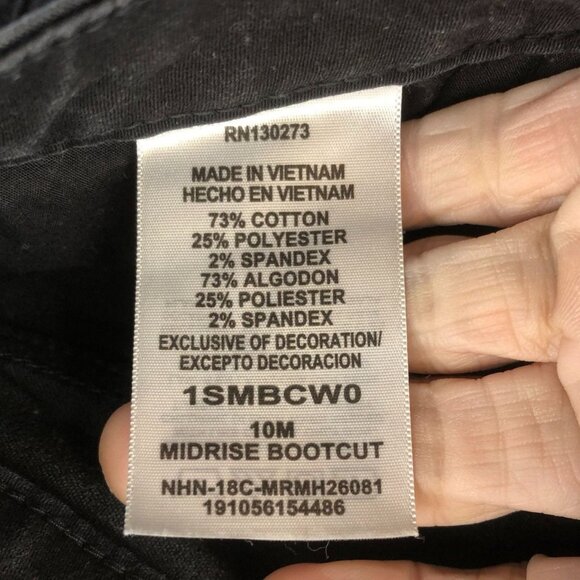 RN130273
MADE IN VIETNAM
HECHO EN VIETNAM
73% COTTON
25% POLYESTER
2% SPANDEX
73% ALGODON
25% POLIESTER
2% SPANDEX
EXCLUSIVE OF DECORATION/
EXCEPTO DECORACION
1SMBCW0
10M
MIDRISE BOOTCUT
NHN-18C-MRMH26081
191056154486